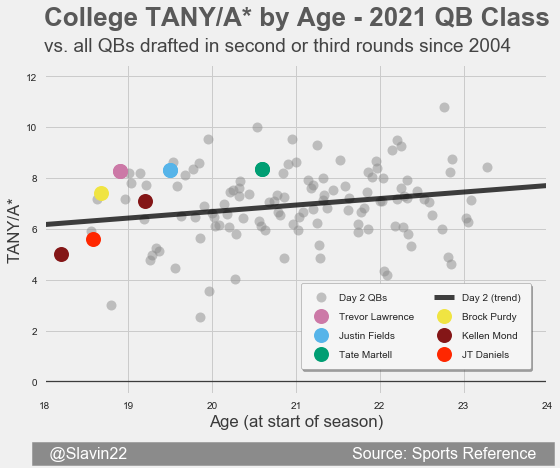 College TANY/A* by Age - 2021 QB Class
vs. all QBs drafted in second or third rounds since 2004
12
10
8
6
4
2
0
TANY/A*
Day 2 QBs
Trevor Lawrence
Justin Fields
Tate Martell
Day 2 (trend)
Brock Purdy
Kellen Mond
JT Daniels
18 19 20 21 22 23 24
Age (at start of season)
@Slavin22 Source: Sports Reference